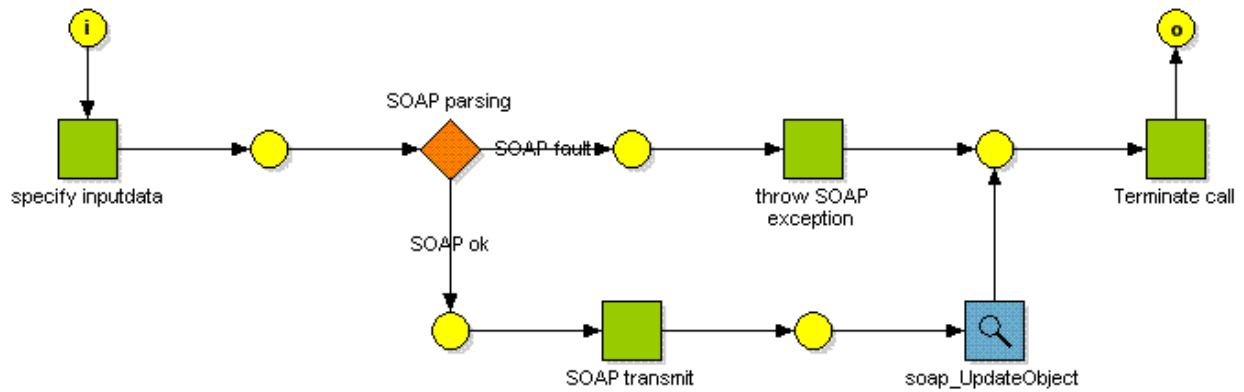 i
o
SOAP parsing
SOAP fault
specify inputdata
throw SOAP
exception
Terminate call
SOAP ok
SOAP transmit
soap_UpdateObject